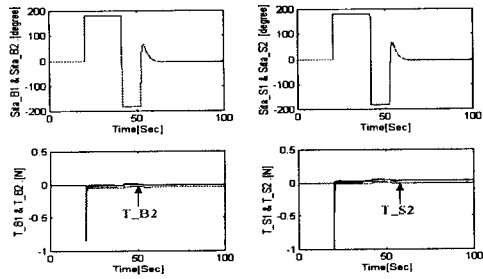 Sita_B1 & Sita_B2 .[degree]
200
100
0
-100
-200
0 50 100
Time[Sec]
Sita_S1 & Sita_S2 .[degree]
200
100
0
-100
-200
0 50 100
Time[Sec]
T_B1 & T_B2 .[N]
0.5
0
-0.5
-1
0 50 100
Time[Sec]
T_B2
T_S1 & T_S2 .[N]
0.5
0
-0.5
-1
0 50 100
Time[Sec]
T_S2